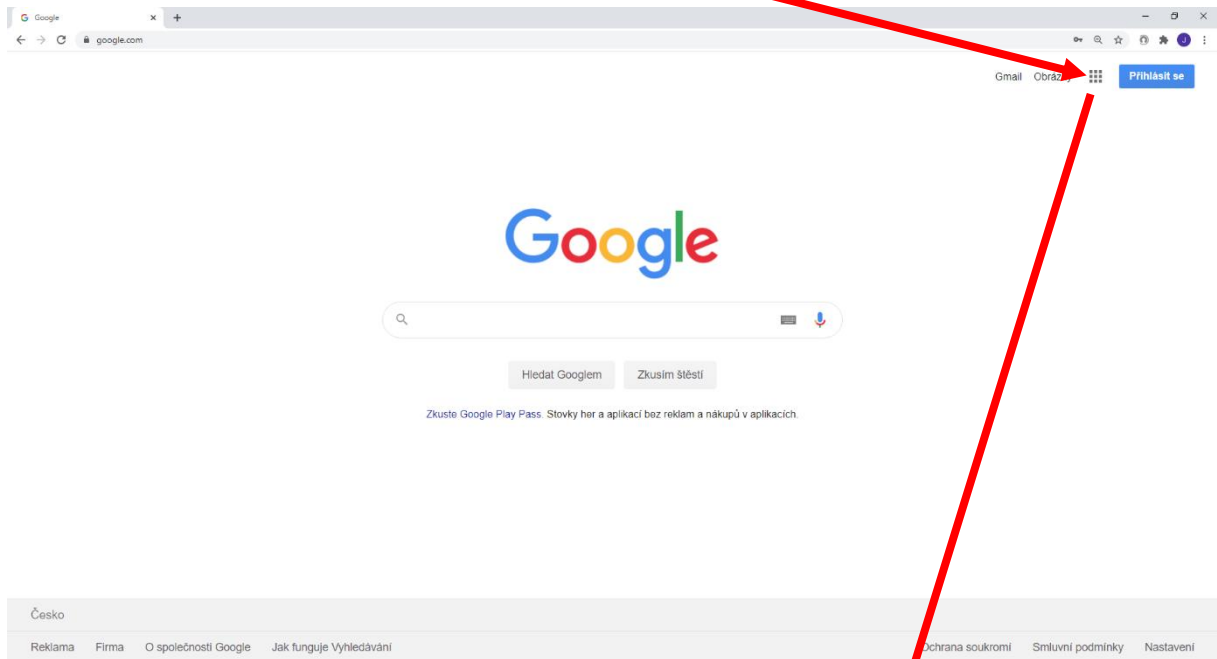 Google
google.com
J
Gmail
Přihlásit se
Google
Hledat Googlem
Zkusím štěstí
Zkuste Google Play Pass. Stovky her a aplikací bez reklam a nákupů v aplikacích.
Česko
Reklama Firma O společnosti Google Jak funguje Vyhledávání
Ochrana soukromí Smluvní podmínky Nastavení